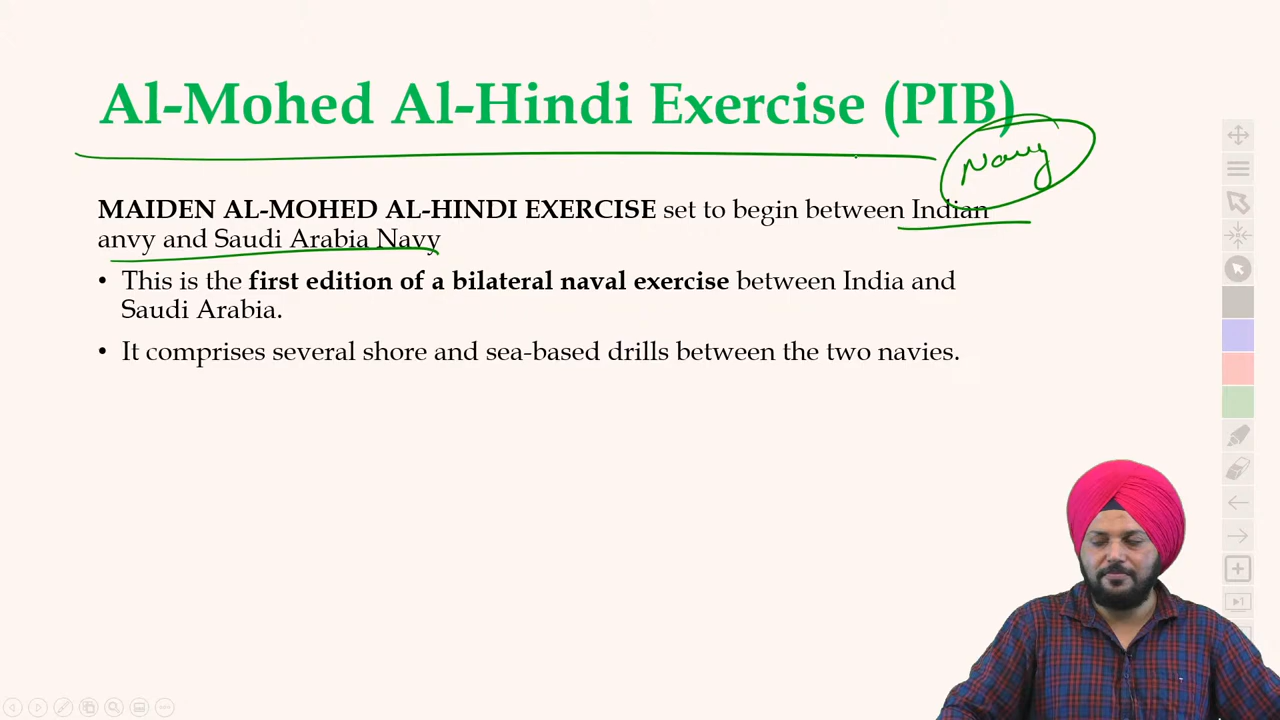 Al-Mohed Al-Hindi Exercise (PIB)
Navy
MAIDEN AL-MOHED AL-HINDI EXERCISE set to begin between Indian
anvy and Saudi Arabia Navy
• This is the first edition of a bilateral naval exercise between India and
Saudi Arabia.
• It comprises several shore and sea-based drills between the two navies.